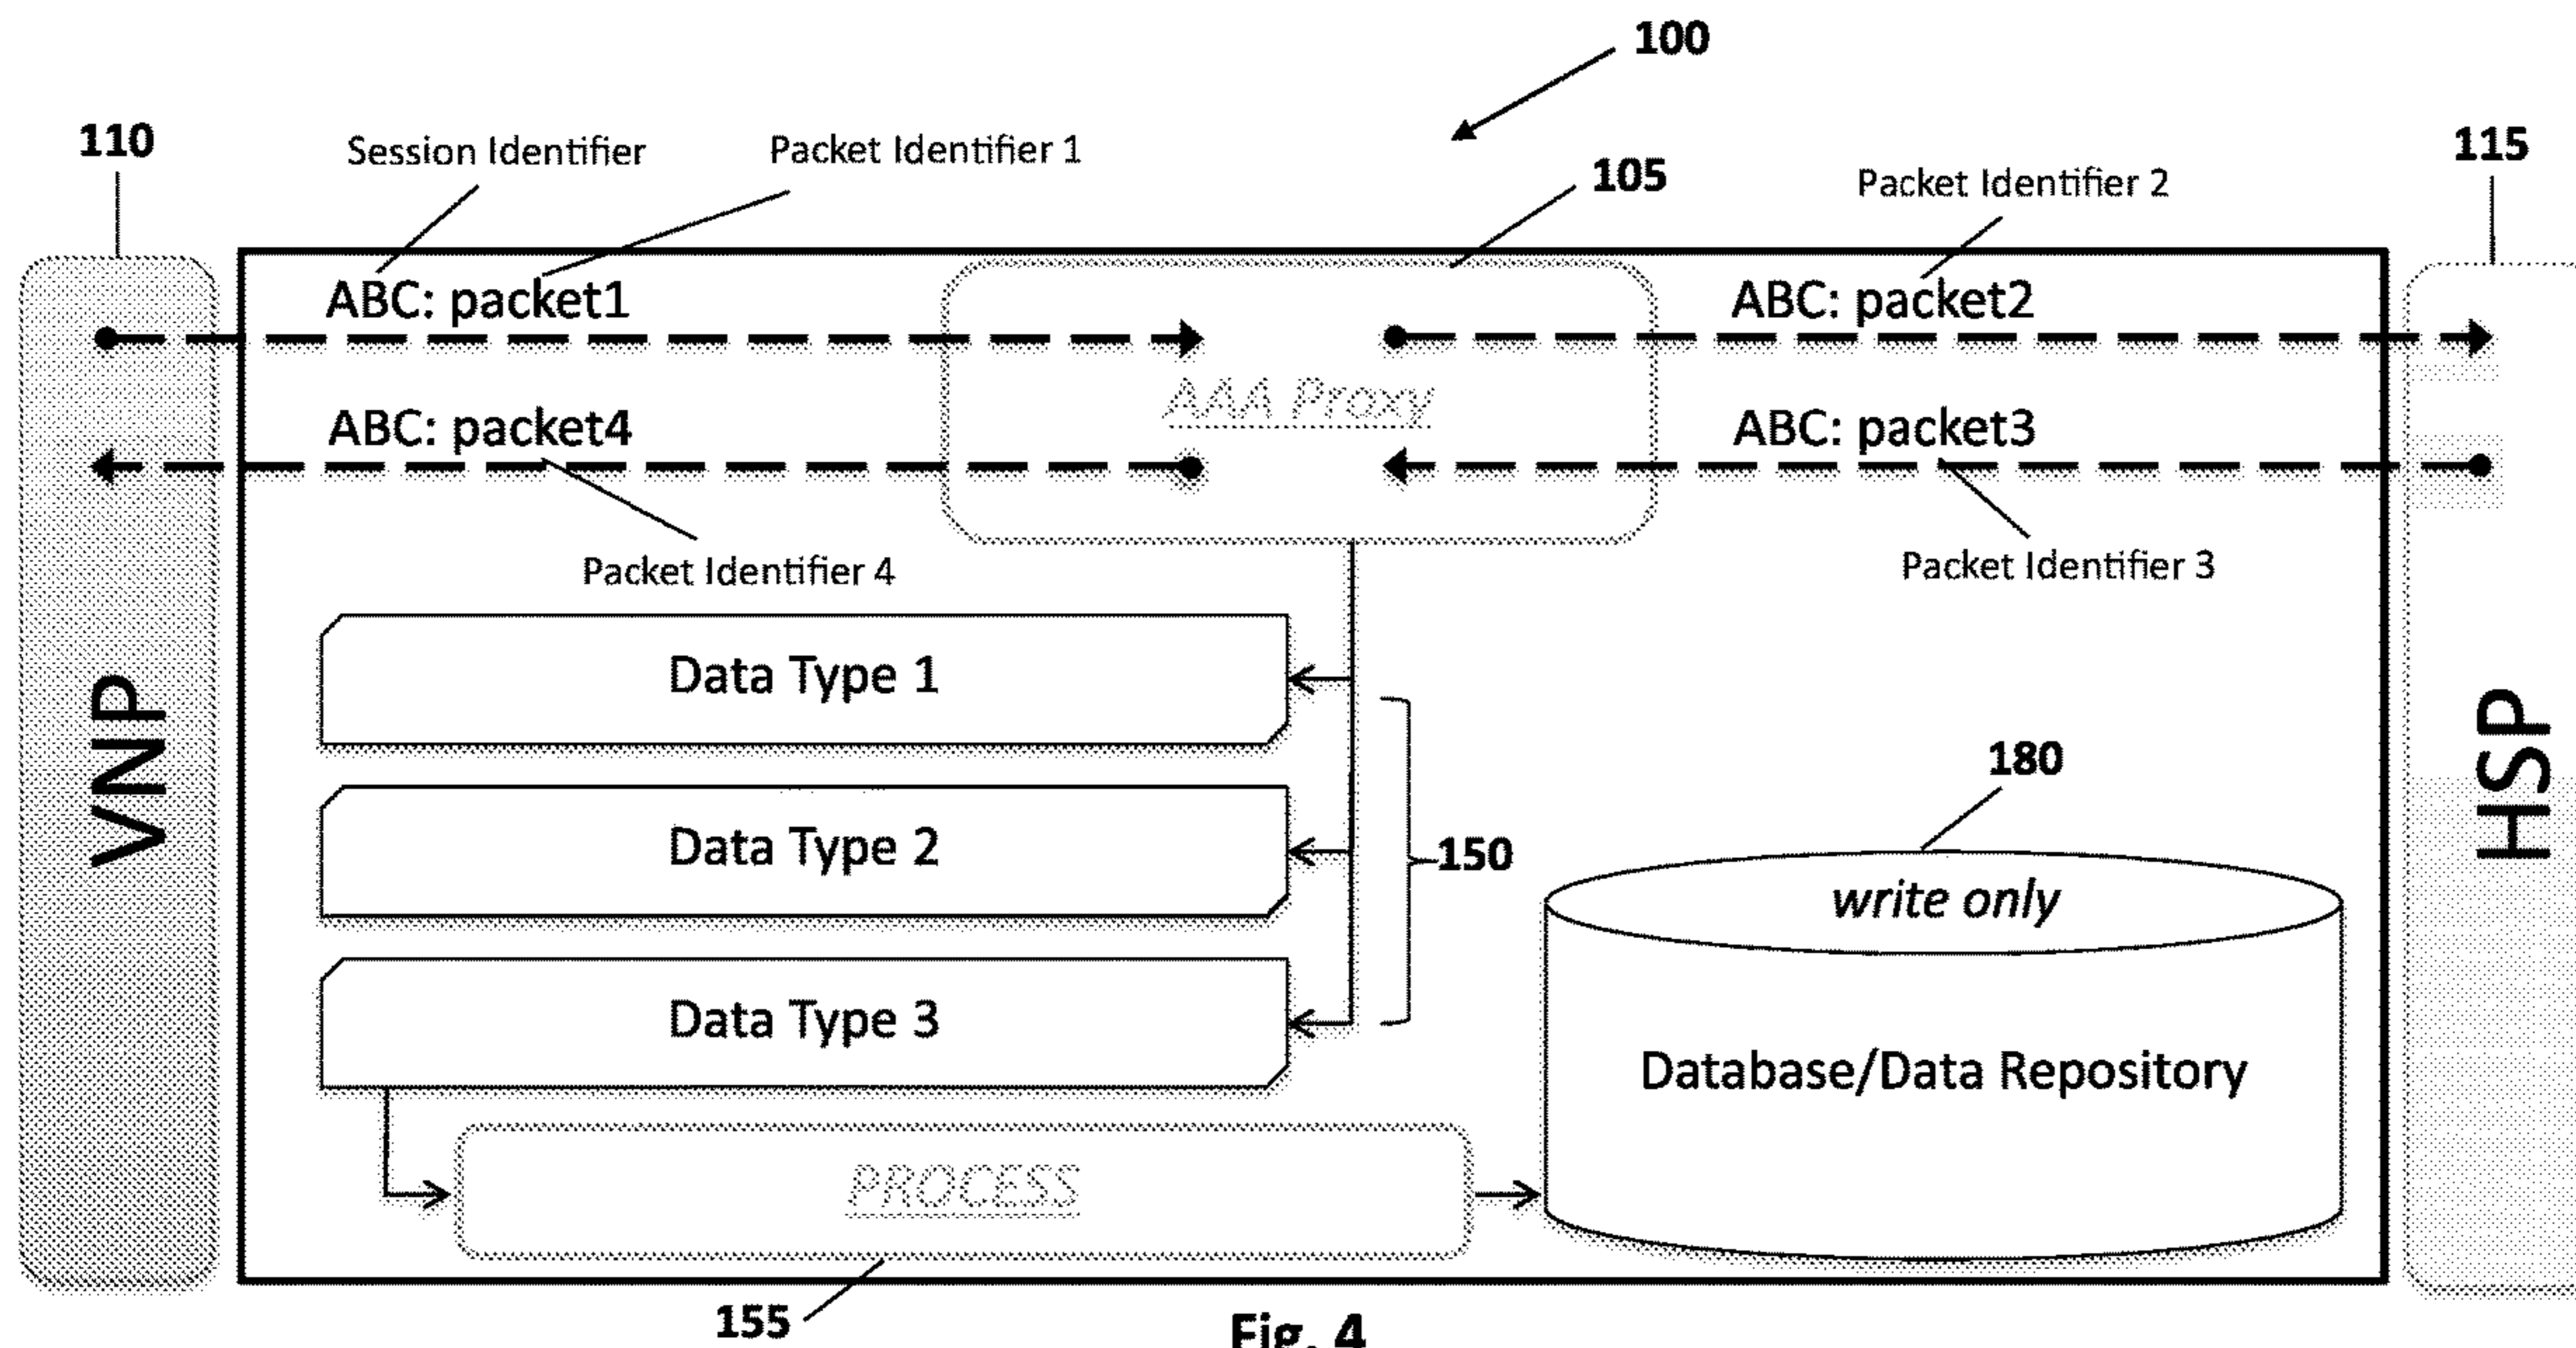 100
110
Session Identifier
Packet Identifier 1
105
Packet Identifier 2
115
ABC: packet1
ABC: packet2
AAA Proxy
ABC: packet4
ABC: packet3
Packet Identifier 4
Packet Identifier 3
Data Type 1
VNP
HSP
180
Data Type 2
150
write only
Data Type 3
Database/Data Repository
PROCESS
155
Fig. 4